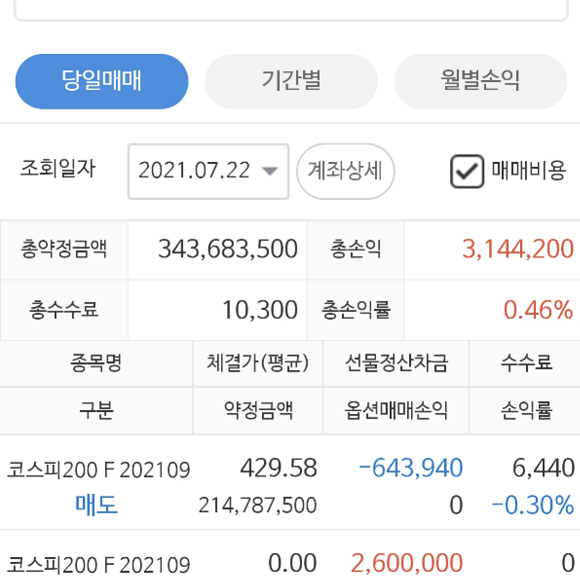 당일매매 기간별 월별손익
조회일자 2021.07.22 계좌상세 매매비용
총약정금액 343,683,500 총손익 3,144,200
총수수료 10,300 총손익률 0.46%
종목명 체결가(평균) 선물정산차금 수수료
구분 약정금액 옵션매매손익 손익률
코스피200 F 202109 429.58 -643,940 6,440
매도 214,787,500 0 -0.30%
코스피200 F 202109 0.00 2,600,000 0